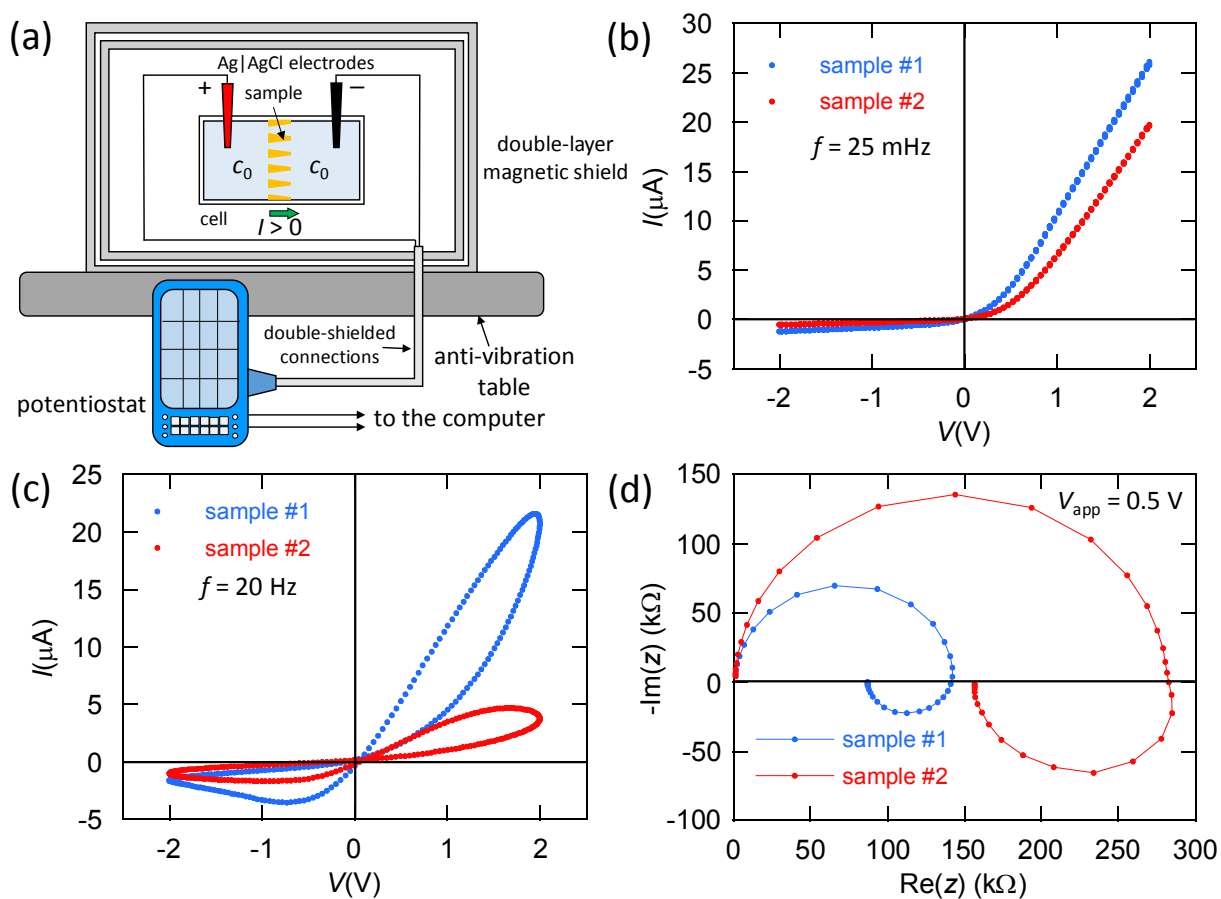 (a)
Ag|AgCl electrodes
+
−
sample
c0
c0
cell
I > 0
double-layer
magnetic shield
double-shielded
connections
anti-vibration
table
potentiostat
to the computer
(b)
30
25
20
15
10
5
0
-5
I(μA)
sample #1
sample #2
f = 25 mHz
-2
-1
0
1
2
V(V)
(c)
25
20
15
10
5
0
-5
I(μA)
sample #1
sample #2
f = 20 Hz
-2
-1
0
1
2
V(V)
(d)
150
100
50
0
-50
-100
-Im(z) (kΩ)
Vapp = 0.5 V
sample #1
sample #2
0
50
100
150
200
250
300
Re(z) (kΩ)